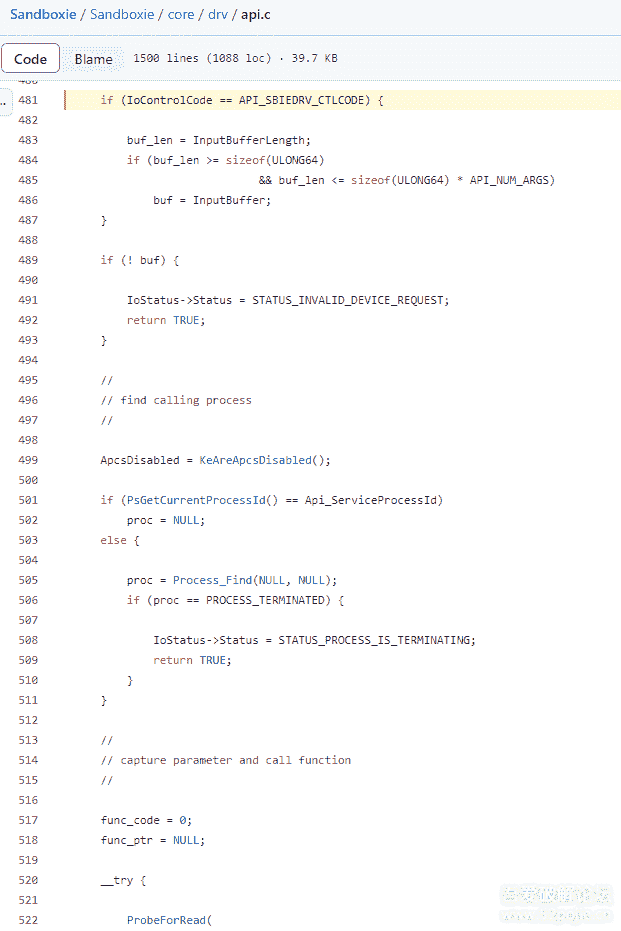 Sandboxie / Sandboxie / core / drv / api.c
Code Blame 1500 lines (1088 loc) · 39.7 KB
480
481 if (IoControlCode == API_SBIEDRV_CTLCODE) {
482
483 buf_len = InputBufferLength;
484 if (buf_len >= sizeof(ULONG64)
485 && buf_len <= sizeof(ULONG64) * API_NUM_ARGS)
486 buf = InputBuffer;
487 }
488
489 if (! buf) {
490
491 IoStatus->Status = STATUS_INVALID_DEVICE_REQUEST;
492 return TRUE;
493 }
494
495 //
496 // find calling process
497 //
498
499 ApcsDisabled = KeAreApcsDisabled();
500
501 if (PsGetCurrentProcessId() == Api_ServiceProcessId)
502 proc = NULL;
503 else {
504
505 proc = Process_Find(NULL, NULL);
506 if (proc == PROCESS_TERMINATED) {
507
508 IoStatus->Status = STATUS_PROCESS_IS_TERMINATING;
509 return TRUE;
510 }
511 }
512
513 //
514 // capture parameter and call function
515 //
516
517 func_code = 0;
518 func_ptr = NULL;
519
520 __try {
521
522 ProbeForRead(